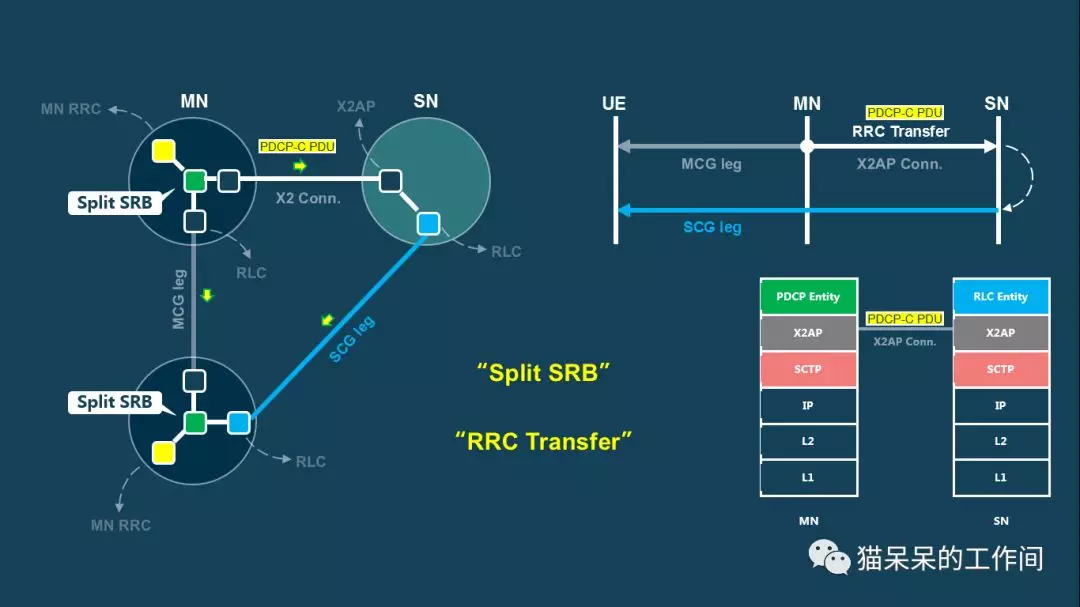 MN
SN
MN RRC
X2AP
PDCP-C PDU
X2 Conn.
Split SRB
RLC
RLC
MCG leg
SCG leg
Split SRB
RLC
MN RRC
“Split SRB”
“RRC Transfer”
UE
MN
SN
PDCP-C PDU
RRC Transfer
MCG leg
X2AP Conn.
SCG leg
PDCP Entity
X2AP
SCTP
IP
L2
L1
MN
PDCP-C PDU
X2AP Conn.
RLC Entity
X2AP
SCTP
IP
L2
L1
SN
猫呆呆的工作间